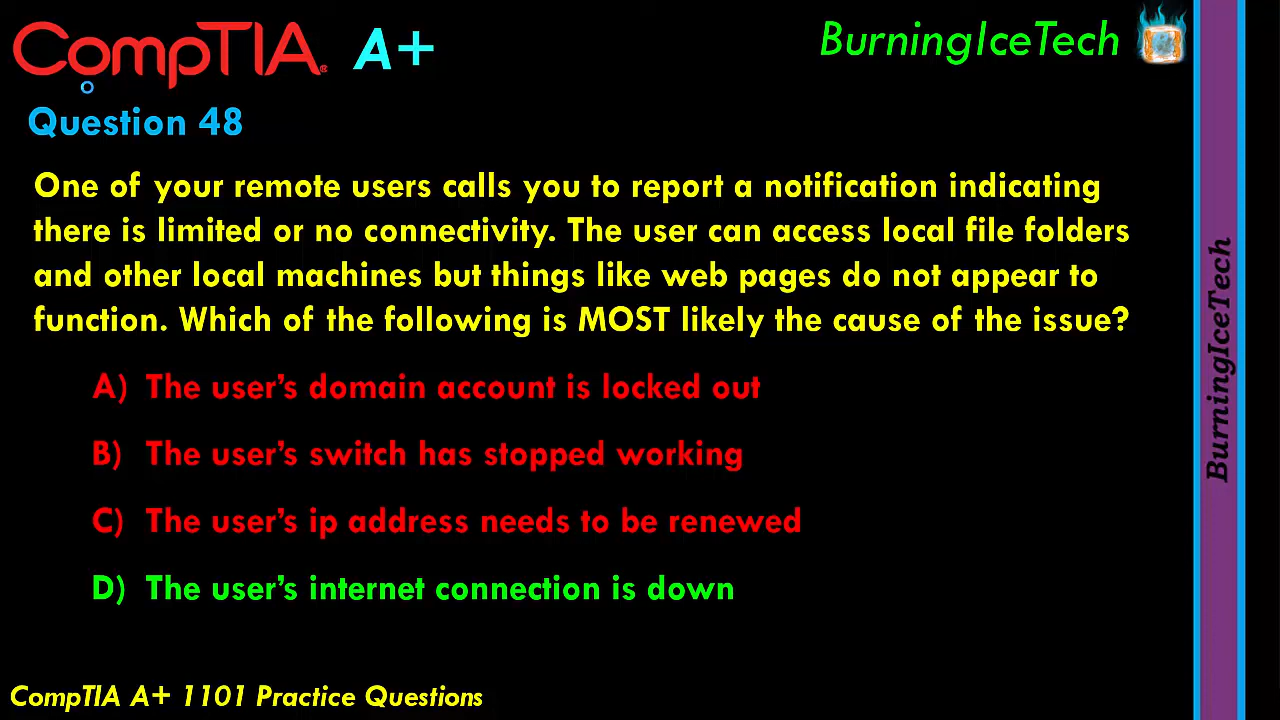 CompTIA® A+
BurningIceTech
Question 48
One of your remote users calls you to report a notification indicating
there is limited or no connectivity. The user can access local file folders
and other local machines but things like web pages do not appear to
function. Which of the following is MOST likely the cause of the issue?
A) The user's domain account is locked out
B) The user's switch has stopped working
C) The user's ip address needs to be renewed
D) The user's internet connection is down
CompTIA A+ 1101 Practice Questions
BurningIceTech